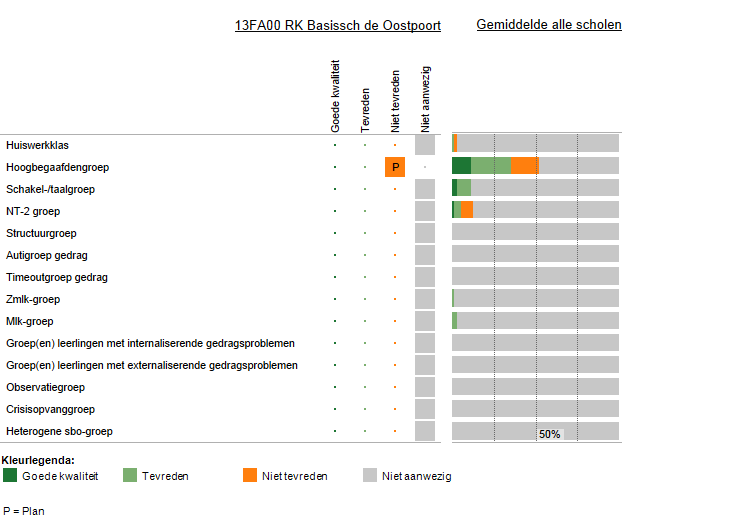 13FA00 RK Basissch de Oostpoort
Gemiddelde alle scholen
Goede kwaliteit
Tevreden
Niet tevreden
Niet aanwezig
Huiswerkklas
Hoogbegaafdengroep
P
Schakel-/taalgroep
NT-2 groep
Structuurgroep
Autigroep gedrag
Timeoutgroep gedrag
Zmlk-groep
Mlk-groep
Groep(en) leerlingen met internaliserende gedragsproblemen
Groep(en) leerlingen met externaliserende gedragsproblemen
Observatiegroep
Crisisopvanggroep
Heterogene sbo-groep
50%
Kleurlegenda:
Goede kwaliteit
Tevreden
Niet tevreden
Niet aanwezig
P = Plan